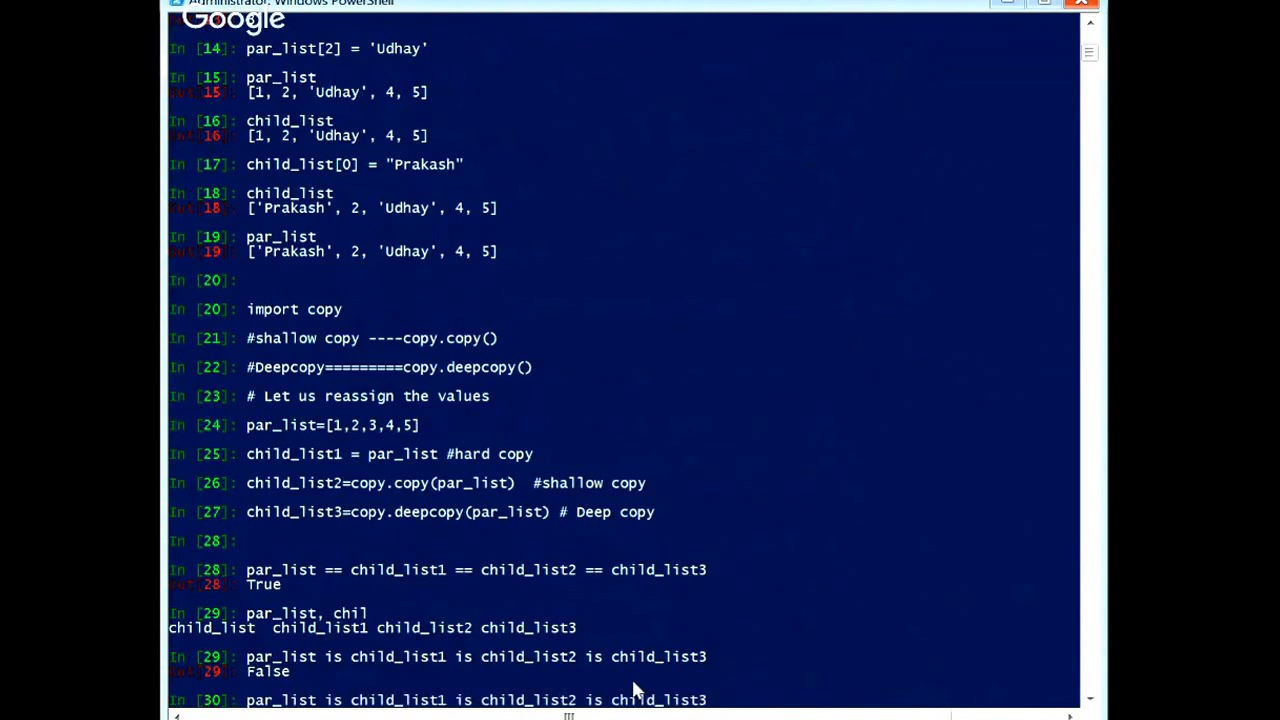 Administrator: Windows PowerShell
Google
In [14]: par_list[2] = 'Udhay'
In [15]: par_list
Out[15]: [1, 2, 'Udhay', 4, 5]
In [16]: child_list
Out[16]: [1, 2, 'Udhay', 4, 5]
In [17]: child_list[0] = "Prakash"
In [18]: child_list
Out[18]: ['Prakash', 2, 'Udhay', 4, 5]
In [19]: par_list
Out[19]: ['Prakash', 2, 'Udhay', 4, 5]
In [20]:
In [20]: import copy
In [21]: #shallow copy ----copy.copy()
In [22]: #Deepcopy=========copy.deepcopy()
In [23]: # Let us reassign the values
In [24]: par_list=[1,2,3,4,5]
In [25]: child_list1 = par_list #hard copy
In [26]: child_list2=copy.copy(par_list)  #shallow copy
In [27]: child_list3=copy.deepcopy(par_list) # Deep copy
In [28]:
In [28]: par_list == child_list1 == child_list2 == child_list3
Out[28]: True
In [29]: par_list, chil
child_list  child_list1 child_list2 child_list3
In [29]: par_list is child_list1 is child_list2 is child_list3
Out[29]: False
In [30]: par_list is child_list1 is child_list2 is child_list3